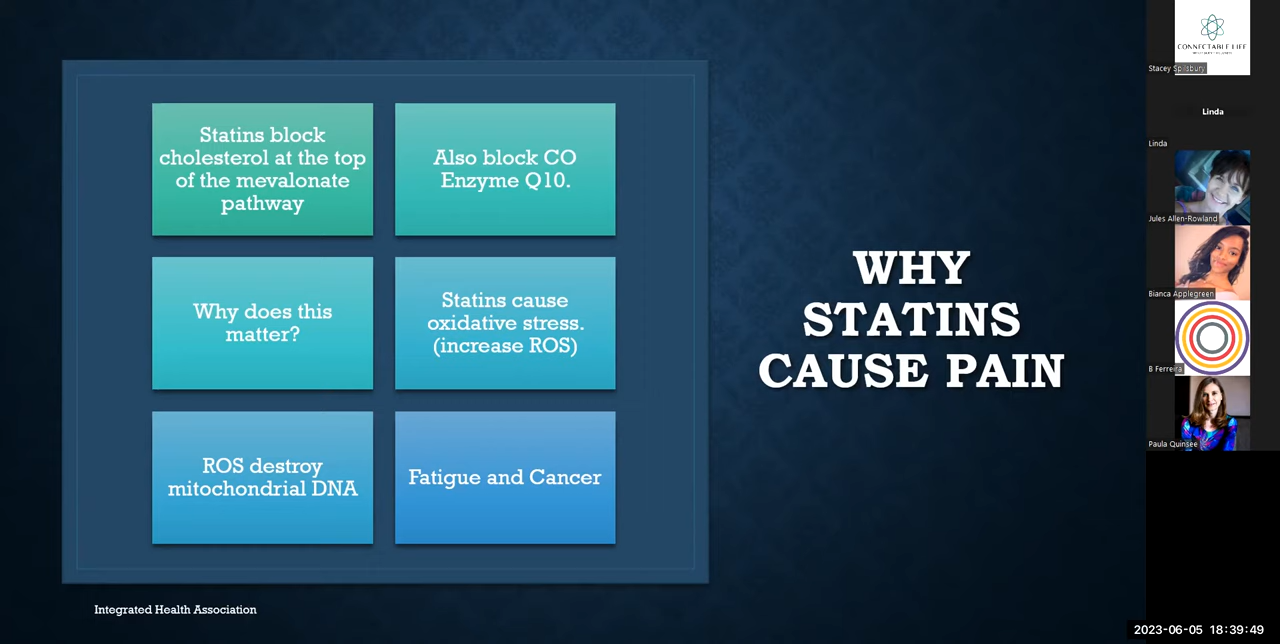 Statins block
cholesterol at the top
of the mevalonate
pathway
Also block CO
Enzyme Q10.
Why does this
matter?
Statins cause
oxidative stress.
(increase ROS)
ROS destroy
mitochondrial DNA
Fatigue and Cancer
WHY
STATINS
CAUSE PAIN
Integrated Health Association
CONNECTABLE LIFE
Stacey Spilsbury
Linda
Linda
Jules Allen-Rowland
Bianca Applegreen
B Ferreira
Paula Quinsee
2023-06-05 18:39:49